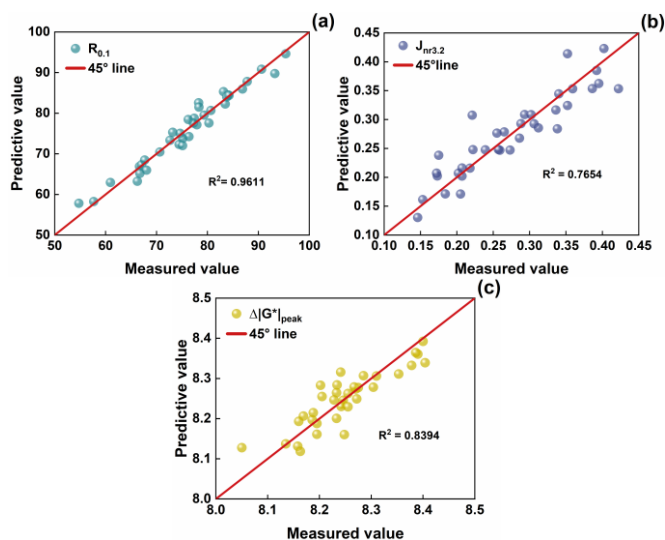 (a)
R0.1
45° line
R²= 0.9611
Predictive value
100
90
80
70
60
50
50
60
70
80
90
100
Measured value
(b)
Jnr3.2
45°line
R² = 0.7654
Predictive value
0.45
0.40
0.35
0.30
0.25
0.20
0.15
0.10
0.10
0.15
0.20
0.25
0.30
0.35
0.40
0.45
Measured value
(c)
Δ|G*|peak
45° line
R² = 0.8394
Predictive value
8.5
8.4
8.3
8.2
8.1
8.0
8.0
8.1
8.2
8.3
8.4
8.5
Measured value